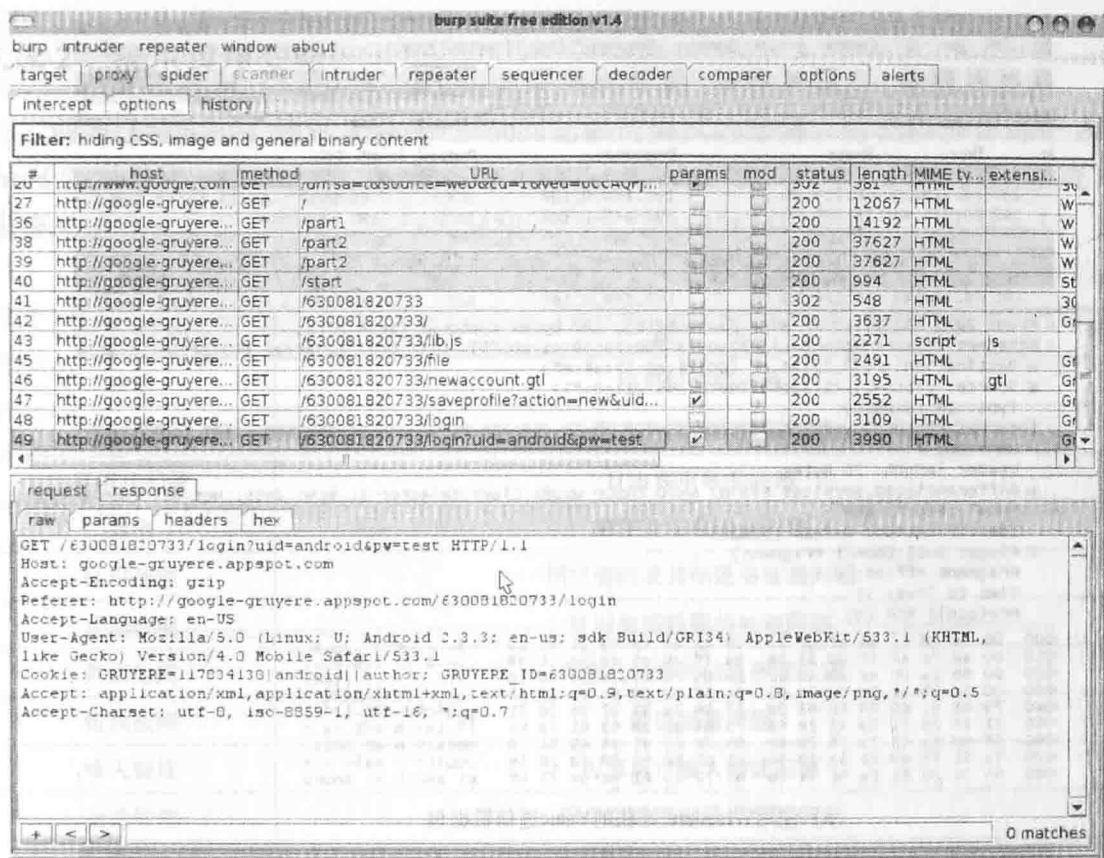 burp suite free edition v1.4
burp intruder repeater window about
target proxy spider scanner intruder repeater sequencer decoder comparer options alerts
intercept options history
Filter: hiding CSS, image and general binary content
# host method URL params mod status length MIME ty... extensi...
27 http://google-gruyere... GET / 200 12067 HTML W
36 http://google-gruyere... GET /part1 200 14192 HTML W
38 http://google-gruyere... GET /part2 200 37627 HTML W
39 http://google-gruyere... GET /part2 200 37627 HTML W
40 http://google-gruyere... GET /start 200 994 HTML St
41 http://google-gruyere... GET /630081820733 302 548 HTML 30
42 http://google-gruyere... GET /630081820733/ 200 3637 HTML Gr
43 http://google-gruyere... GET /630081820733/lib.js 200 2271 script js
45 http://google-gruyere... GET /630081820733/file 200 2491 HTML Gr
46 http://google-gruyere... GET /630081820733/newaccount.gtl 200 3195 HTML gtl Gr
47 http://google-gruyere... GET /630081820733/saveprofile?action=new&uid... 200 2552 HTML Gr
48 http://google-gruyere... GET /630081820733/login 200 3109 HTML Gr
49 http://google-gruyere... GET /630081820733/login?uid=android&pw=test 200 3990 HTML Gr
request response
raw params headers hex
GET /630081820733/login?uid=android&pw=test HTTP/1.1
Host: google-gruyere.appspot.com
Accept-Encoding: gzip
Referer: http://google-gruyere.appspot.com/630081820733/login
Accept-Language: en-US
User-Agent: Mozilla/5.0 (Linux; U; Android 2.3.3; en-us; sdk Build/GRI34) AppleWebKit/533.1 (KHTML,
like Gecko) Version/4.0 Mobile Safari/533.1
Cookie: GRUYERE=117834138|android||author; GRUYERE_ID=630081820733
Accept: application/xml,application/xhtml+xml,text/html;q=0.9,text/plain;q=0.8,image/png,*/*;q=0.5
Accept-Charset: utf-8, iso-8859-1, utf-16, *;q=0.7
+ < > 0 matches